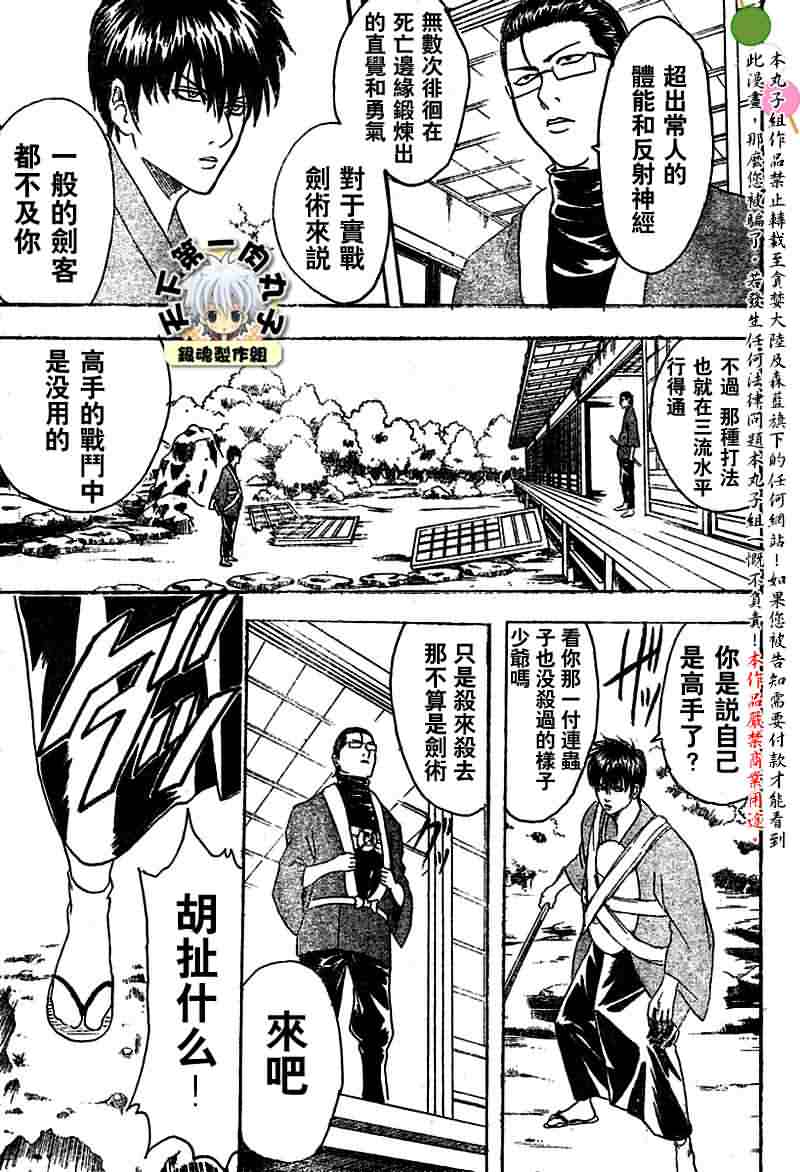 超出常人的
體能和反射神經
無數次徘徊在
死亡邊緣鍛煉出
的直覺和勇氣
對于實戰
劍術來説
一般的劍客
都不及你
天下第一肉丸子
銀魂製作組
不過 那種打法
也就在三流水平
行得通
高手的戰鬥中
是没用的
你是説自己
是高手了？
看你那一付連蟲
子也没殺過的樣子
少爺嗎
只是殺來殺去
那不算是劍術
來吧
胡扯什么！
本丸子組作品禁止轉載至貪婪大陸及森藍旗下的任何網站！如果您被告知需要付款才能看到
此漫畫，那麼您被騙了。若發生任何法律問題本丸子組一慨不負責！本作品嚴禁商業用途。